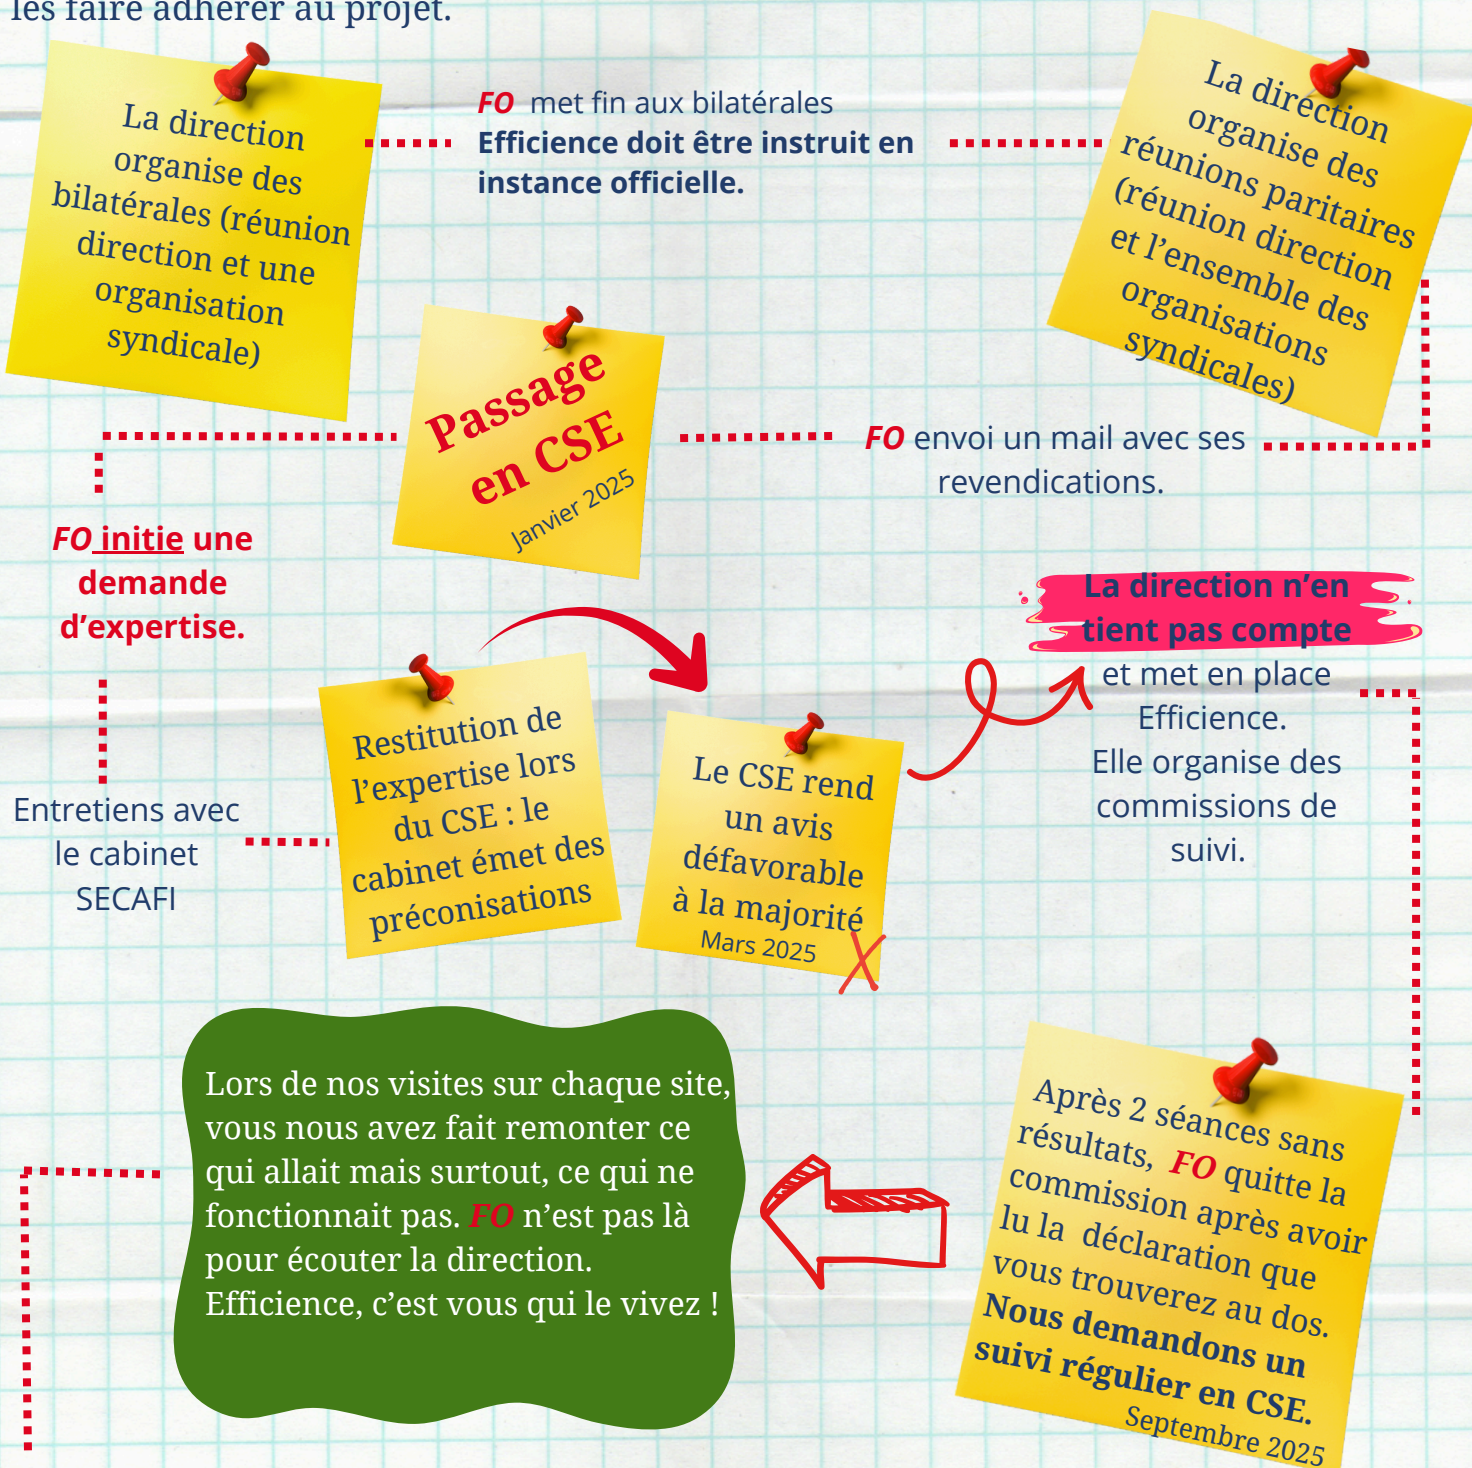 les faire adhérer au projet.
La direction
organise des
bilatérales (réunion
direction et une
organisation
syndicale)
FO met fin aux bilatérales
Efficience doit être instruit en
instance officielle.
La direction
organise des
réunions paritaires
(réunion direction
et l’ensemble des
organisations
syndicales)
FO envoi un mail avec ses
revendications.
Passage
en CSE
Janvier 2025
FO initie une
demande
d’expertise.
Entretiens avec
le cabinet
SECAFI
Restitution de
l’expertise lors
du CSE : le
cabinet émet des
préconisations
Le CSE rend
un avis
défavorable
à la majorité
Mars 2025
La direction n’en
tient pas compte
et met en place
Efficience.
Elle organise des
commissions de
suivi.
Après 2 séances sans
résultats, FO quitte la
commission après avoir
lu la déclaration que
vous trouverez au dos.
Nous demandons un
suivi régulier en CSE.
Septembre 2025
Lors de nos visites sur chaque site,
vous nous avez fait remonter ce
qui allait mais surtout, ce qui ne
fonctionnait pas. FO n’est pas là
pour écouter la direction.
Efficience, c’est vous qui le vivez !